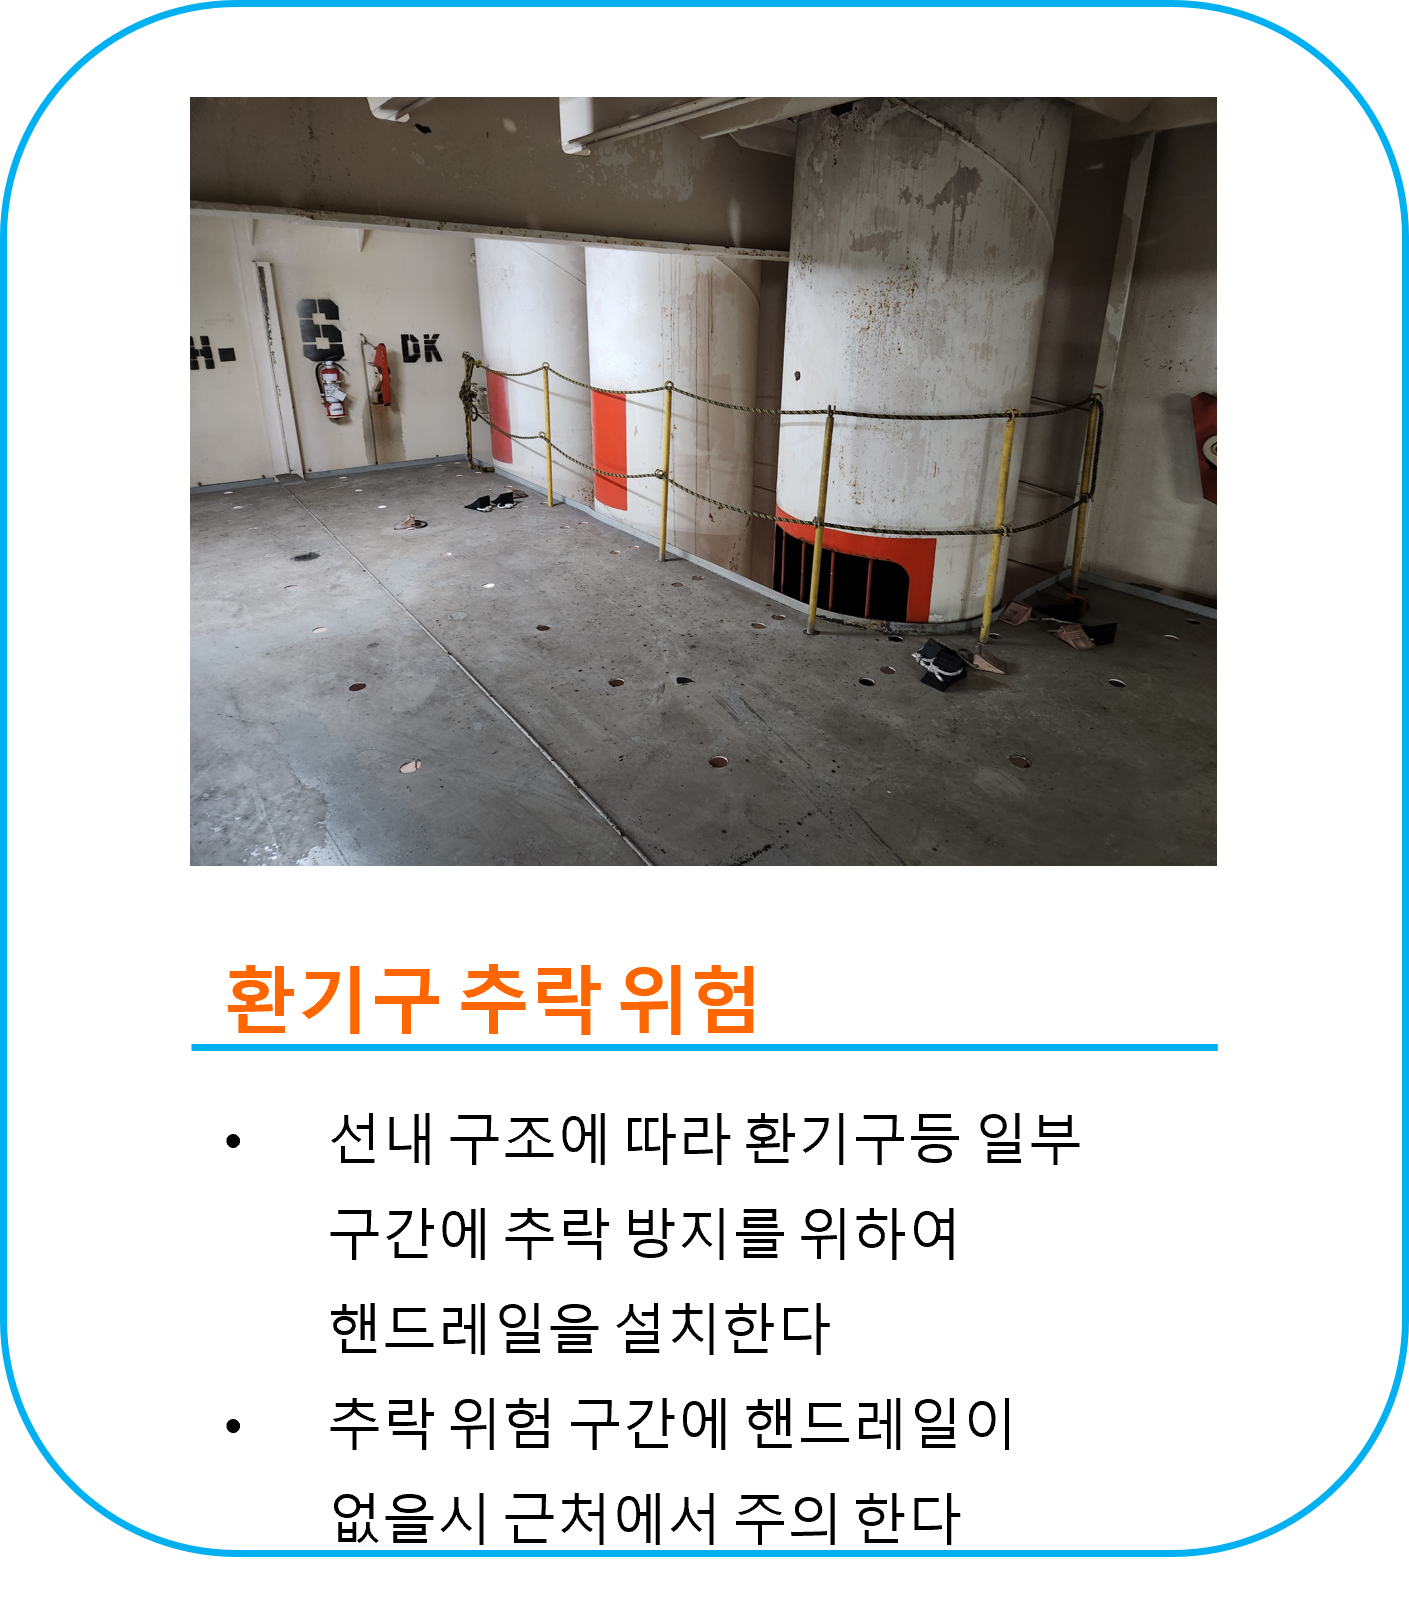 H-
6
DK
환기구 추락 위험
• 선내 구조에 따라 환기구등 일부
구간에 추락 방지를 위하여
핸드레일을 설치한다
• 추락 위험 구간에 핸드레일이
없을시 근처에서 주의 한다